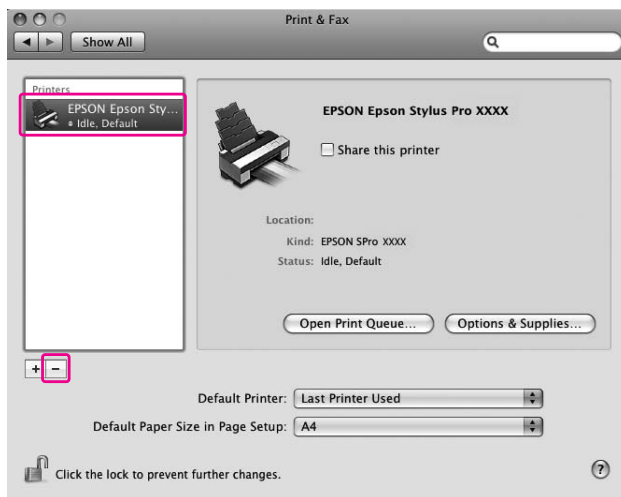 Print & Fax
Show All
Printers
EPSON Epson Sty...
Idle, Default
EPSON Epson Stylus Pro XXXX
Share this printer
Location:
Kind: EPSON SPro XXXX
Status: Idle, Default
Open Print Queue... Options & Supplies...
+ −
Default Printer: Last Printer Used
Default Paper Size in Page Setup: A4
Click the lock to prevent further changes.
?